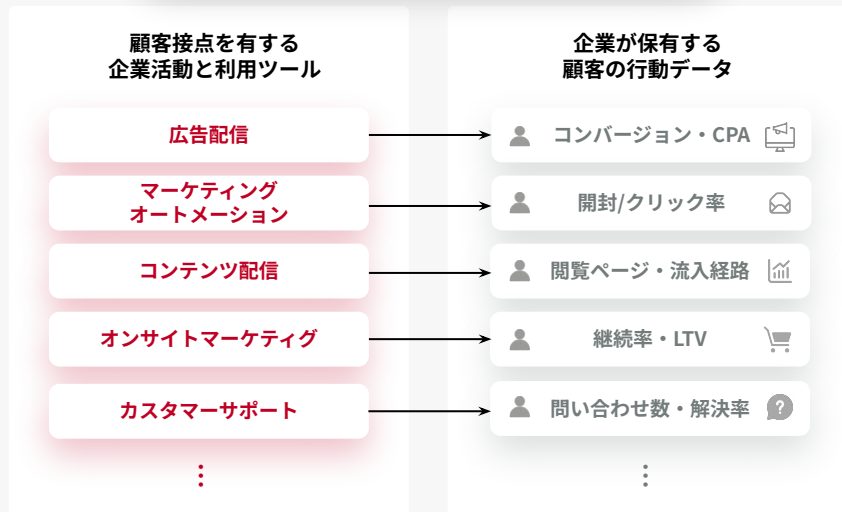 顧客接点を有する
企業活動と利用ツール
企業が保有する
顧客の行動データ
広告配信
コンバージョン・CPA
マーケティング
オートメーション
開封/クリック率
コンテンツ配信
閲覧ページ・流入経路
オンサイトマーケティグ
継続率・LTV
カスタマーサポート
問い合わせ数・解決率
?